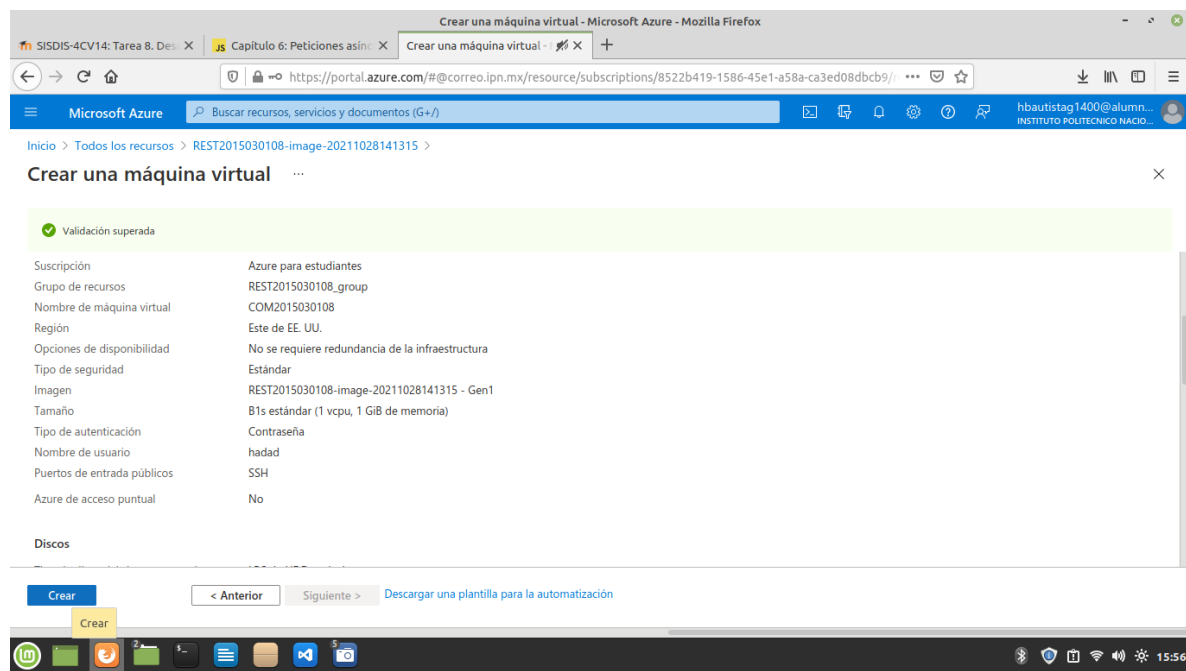 Crear una máquina virtual - Microsoft Azure - Mozilla Firefox
SISDIS-4CV14: Tarea 8. Des
JS Capítulo 6: Peticiones asínc
Crear una máquina virtual -
https://portal.azure.com/#@correo.ipn.mx/resource/subscriptions/8522b419-1586-45e1-a58a-ca3ed08dbcb9/
Microsoft Azure
Buscar recursos, servicios y documentos (G+/)
hbautistag1400@alumn...
INSTITUTO POLITECNICO NACIO...
Inicio > Todos los recursos > REST2015030108-image-20211028141315 >
Crear una máquina virtual ...
Validación superada
Suscripción Azure para estudiantes
Grupo de recursos REST2015030108_group
Nombre de máquina virtual COM2015030108
Región Este de EE. UU.
Opciones de disponibilidad No se requiere redundancia de la infraestructura
Tipo de seguridad Estándar
Imagen REST2015030108-image-20211028141315 - Gen1
Tamaño B1s estándar (1 vcpu, 1 GiB de memoria)
Tipo de autenticación Contraseña
Nombre de usuario hadad
Puertos de entrada públicos SSH
Azure de acceso puntual No
Discos
Crear < Anterior Siguiente > Descargar una plantilla para la automatización
Crear
2 5 15:56